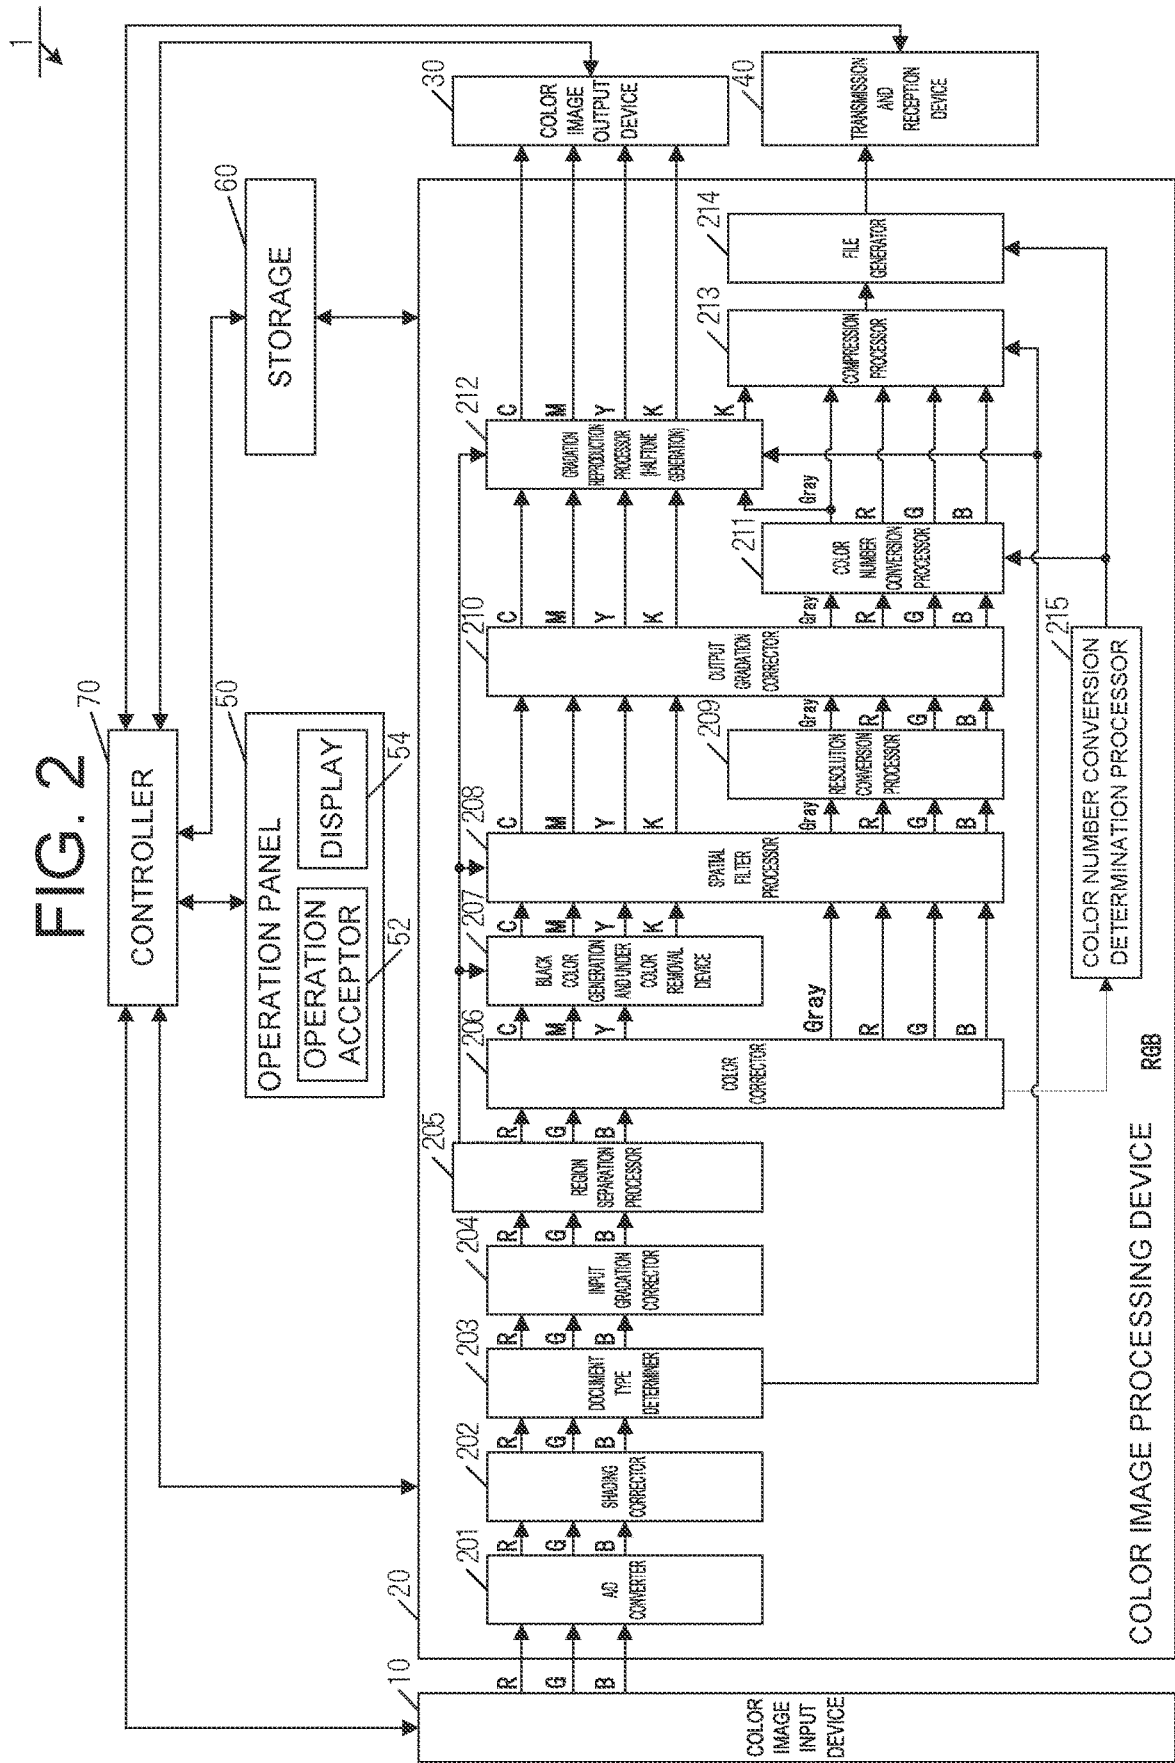 FIG. 2
1
70
CONTROLLER
50
OPERATION PANEL
OPERATION
ACCEPTOR
52
DISPLAY
54
60
STORAGE
10
COLOR
IMAGE
INPUT
DEVICE
R
G
B
20
201
A/D
CONVERTER
R
G
B
202
SHADING
CORRECTOR
R
G
B
203
DOCUMENT
TYPE
DETERMINER
R
G
B
204
INPUT
GRADATION
CORRECTOR
R
G
B
205
REGION
SEPARATION
PROCESSOR
R
G
B
206
COLOR
CORRECTOR
C
M
Y
Gray
R
G
B
207
BLACK
COLOR
GENERATION
AND UNDER
COLOR
REMOVAL
DEVICE
C
M
Y
K
208
SPATIAL
FILTER
PROCESSOR
C
M
Y
K
Gray
R
G
B
209
RESOLUTION
CONVERSION
PROCESSOR
Gray
R
G
B
210
OUTPUT
GRADATION
CORRECTOR
C
M
Y
K
Gray
R
G
B
211
COLOR
NUMBER
CONVERSION
PROCESSOR
Gray
R
G
B
212
GRADATION
REPRODUCTION
PROCESSOR
(HALFTONE
GENERATION)
C
M
Y
K
K
213
COMPRESSION
PROCESSOR
214
FILE
GENERATOR
30
COLOR
IMAGE
OUTPUT
DEVICE
40
TRANSMISSION
AND
RECEPTION
DEVICE
215
COLOR NUMBER CONVERSION
DETERMINATION PROCESSOR
RGB
COLOR IMAGE PROCESSING DEVICE